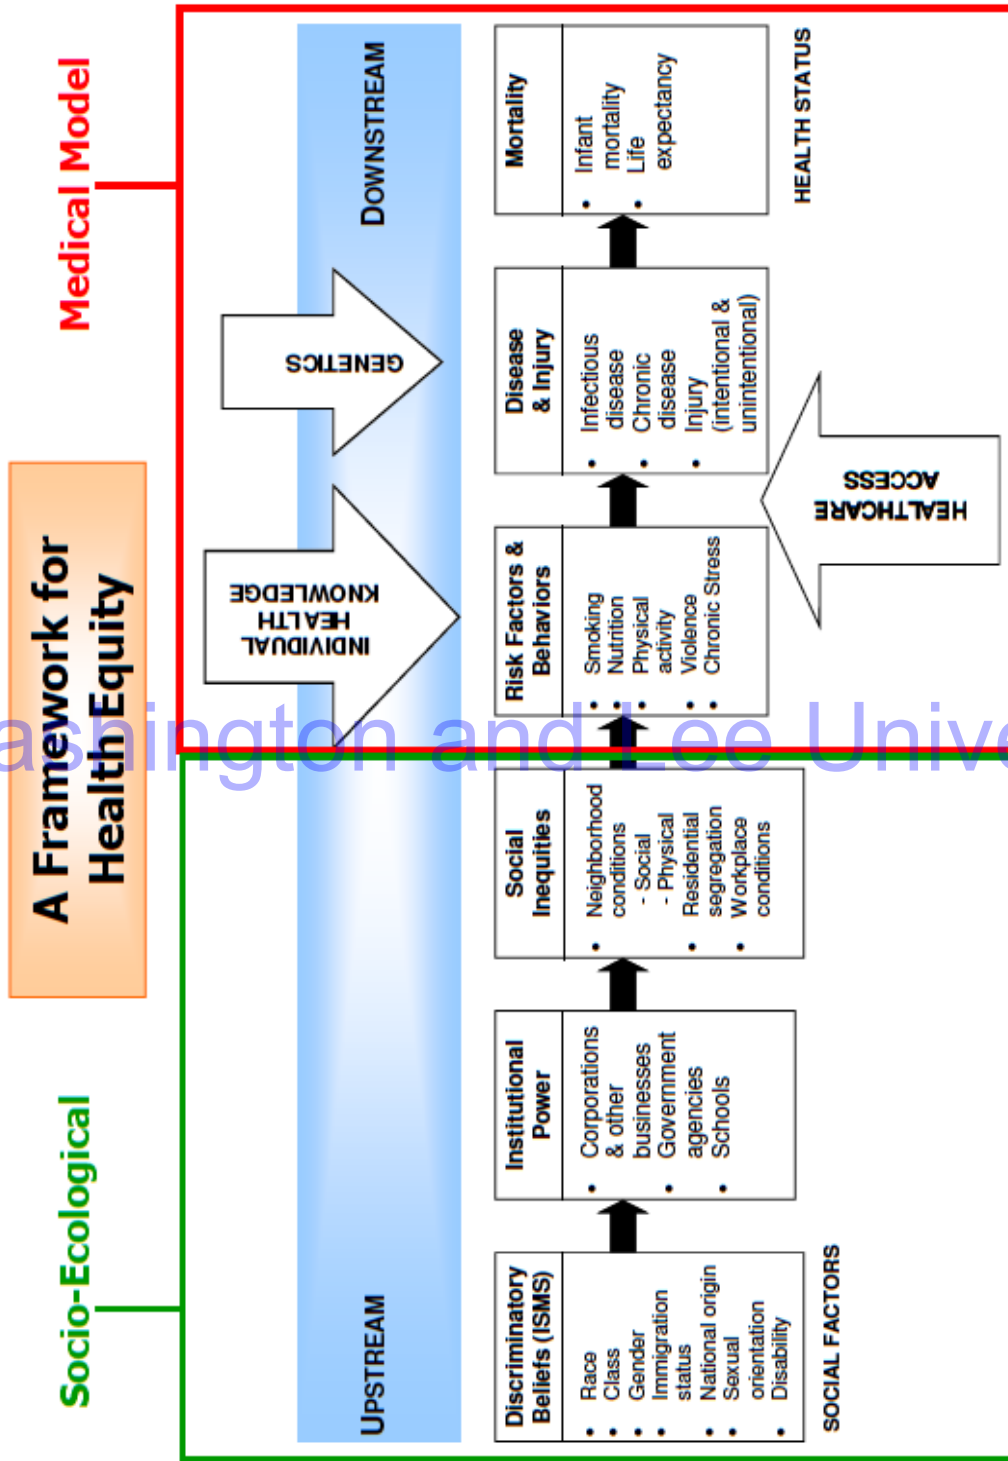 A Framework for
Health Equity
Socio-Ecological
Medical Model
UPSTREAM
DOWNSTREAM
INDIVIDUAL
HEALTH
KNOWLEDGE
GENETICS
Discriminatory
Beliefs (ISMS)
• Race
• Class
• Gender
• Immigration
status
• National origin
• Sexual
orientation
• Disability
Institutional
Power
• Corporations
& other
businesses
• Government
agencies
• Schools
Social
Inequities
• Neighborhood
conditions
- Social
- Physical
• Residential
segregation
• Workplace
conditions
Risk Factors &
Behaviors
• Smoking
• Nutrition
• Physical
activity
• Violence
• Chronic Stress
Disease
& Injury
• Infectious
disease
• Chronic
disease
• Injury
(intentional &
unintentional)
Mortality
• Infant
mortality
• Life
expectancy
SOCIAL FACTORS
HEALTHCARE
ACCESS
HEALTH STATUS
ashington and Lee Unive